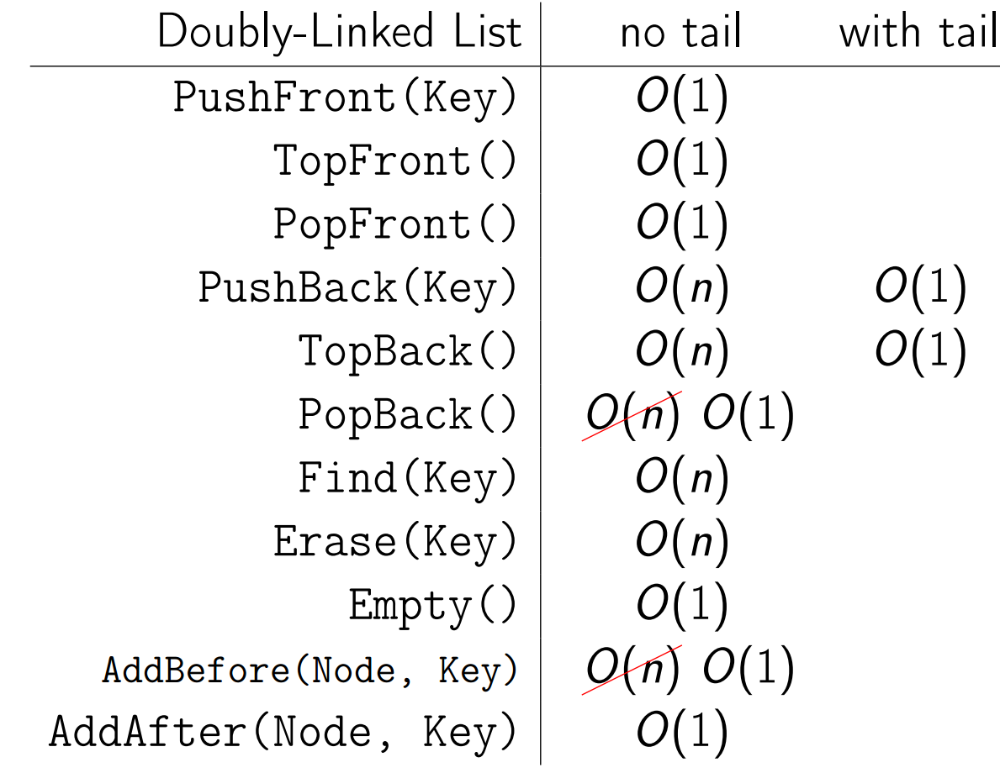 Doubly-Linked List no tail with tail
PushFront(Key) O(1)
TopFront() O(1)
PopFront() O(1)
PushBack(Key) O(n) O(1)
TopBack() O(n) O(1)
PopBack() O(n) O(1)
Find(Key) O(n)
Erase(Key) O(n)
Empty() O(1)
AddBefore(Node, Key) O(n) O(1)
AddAfter(Node, Key) O(1)